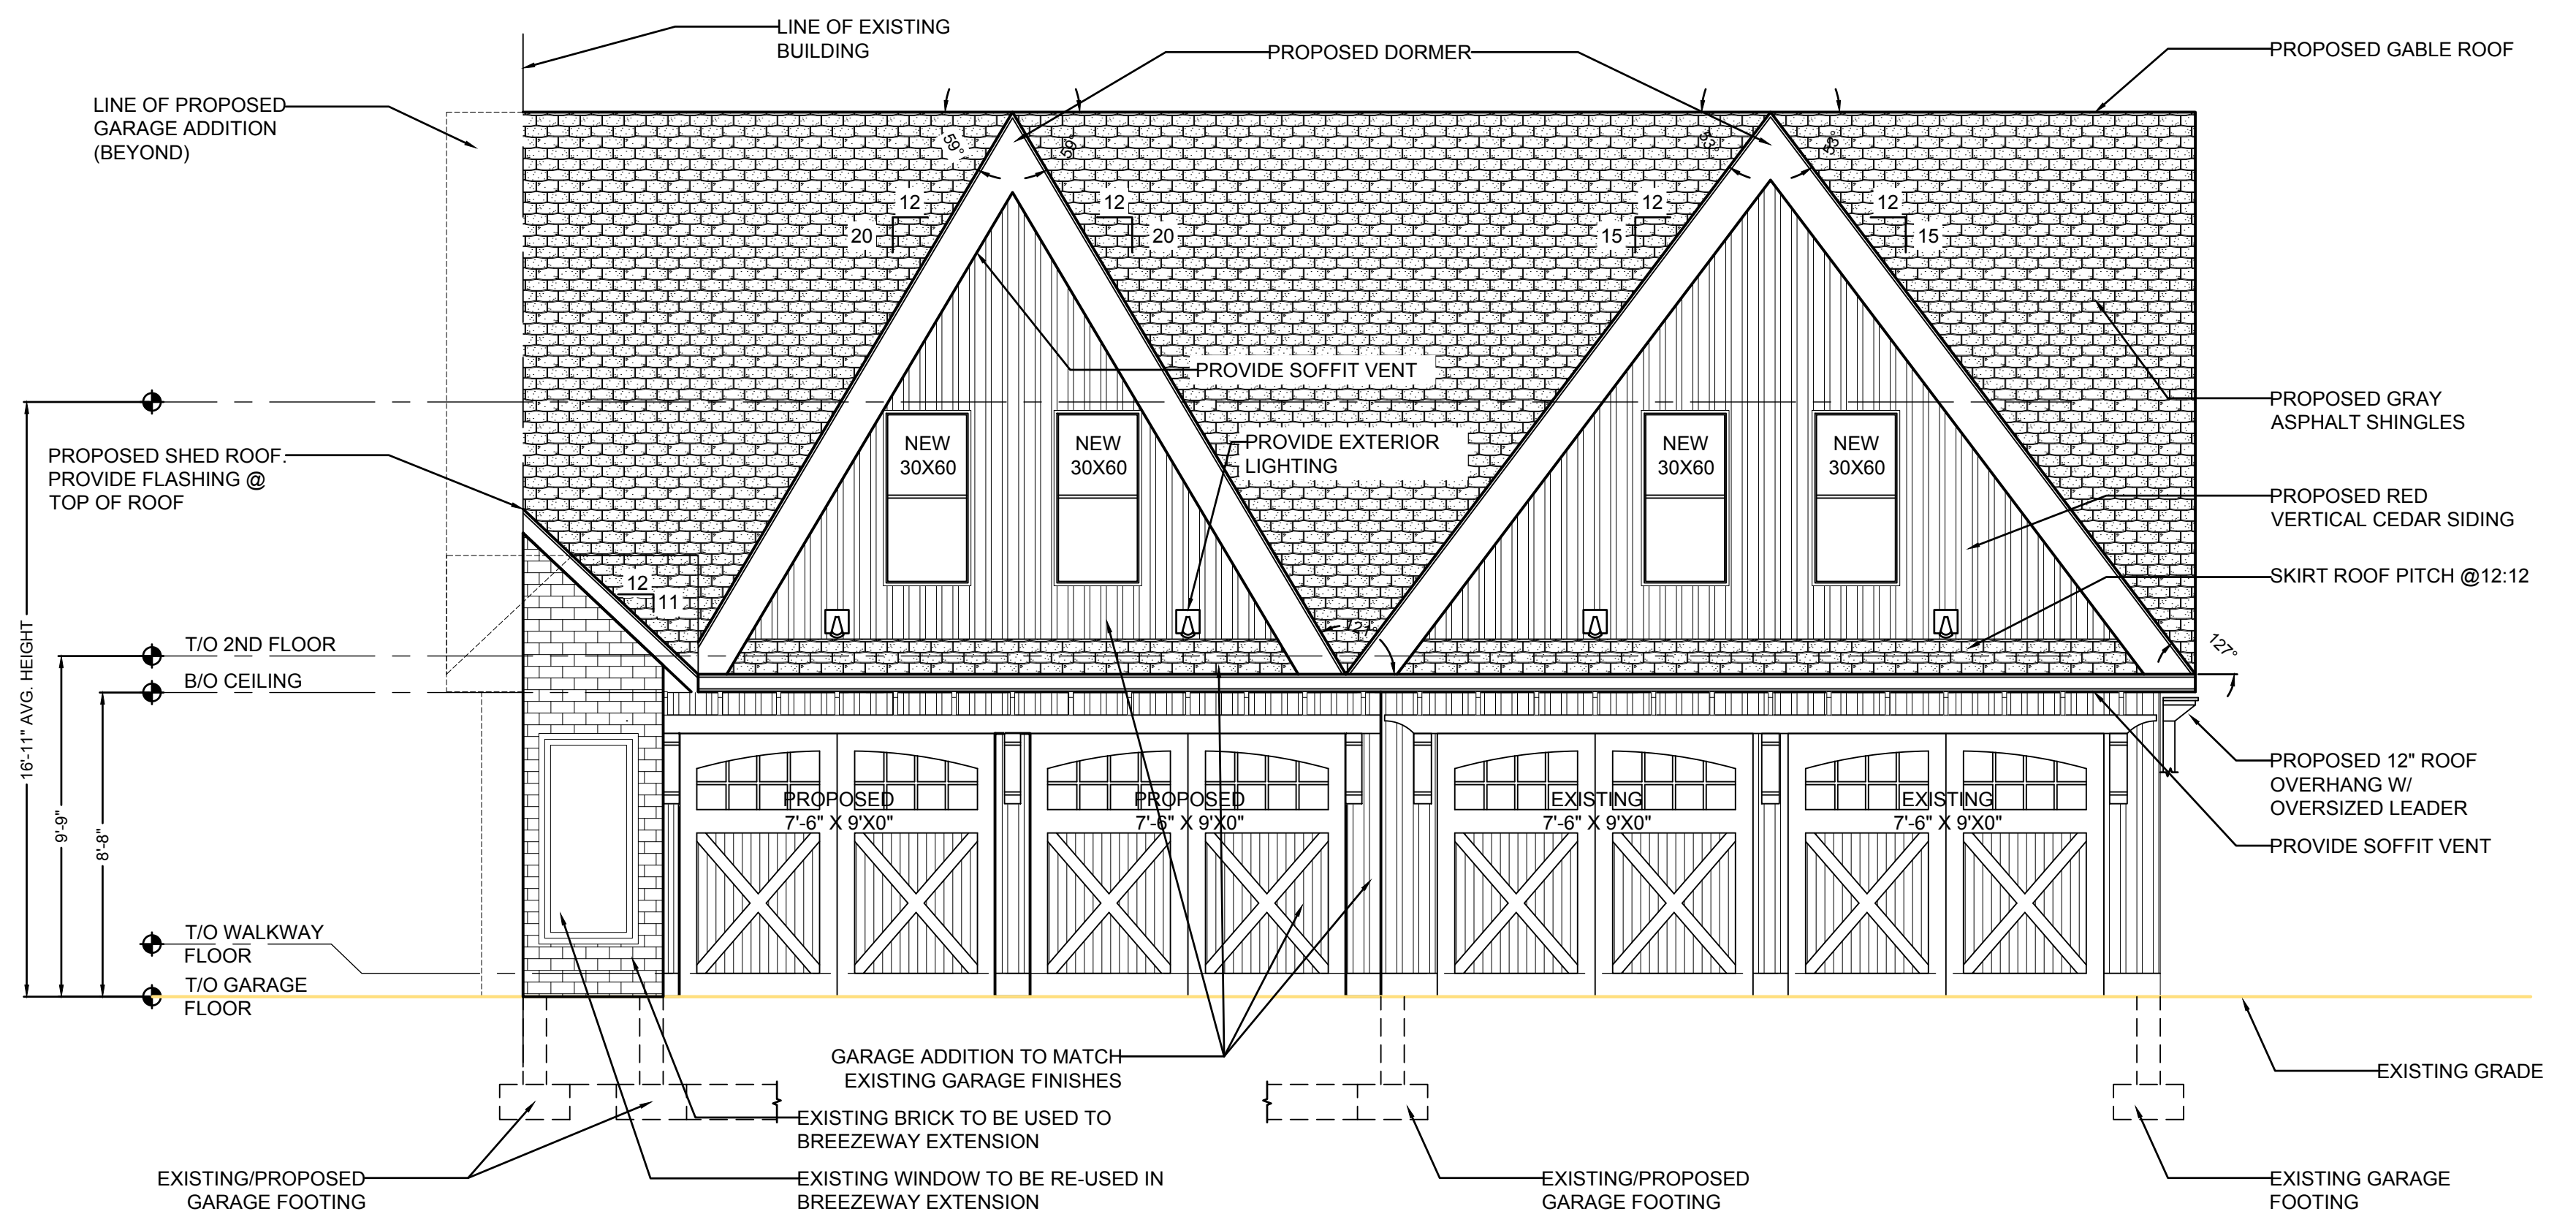 LINE OF EXISTING
BUILDING
PROPOSED DORMER
PROPOSED GABLE ROOF
LINE OF PROPOSED
GARAGE ADDITION
(BEYOND)
59°
59°
53°
53°
12
20
12
20
12
15
12
15
PROVIDE SOFFIT VENT
PROPOSED GRAY
ASPHALT SHINGLES
PROPOSED SHED ROOF.
PROVIDE FLASHING @
TOP OF ROOF
NEW
30X60
NEW
30X60
PROVIDE EXTERIOR
LIGHTING
NEW
30X60
NEW
30X60
PROPOSED RED
VERTICAL CEDAR SIDING
SKIRT ROOF PITCH @12:12
12
11
127°
127°
16'-11" AVG. HEIGHT
9'-9"
8'-8"
T/O 2ND FLOOR
B/O CEILING
PROPOSED 12" ROOF
OVERHANG W/
OVERSIZED LEADER
PROVIDE SOFFIT VENT
PROPOSED
7'-6" X 9'X0"
PROPOSED
7'-6" X 9'X0"
EXISTING
7'-6" X 9'X0"
EXISTING
7'-6" X 9'X0"
T/O WALKWAY
FLOOR
T/O GARAGE
FLOOR
GARAGE ADDITION TO MATCH
EXISTING GARAGE FINISHES
EXISTING GRADE
EXISTING BRICK TO BE USED TO
BREEZEWAY EXTENSION
EXISTING/PROPOSED
GARAGE FOOTING
EXISTING WINDOW TO BE RE-USED IN
BREEZEWAY EXTENSION
EXISTING/PROPOSED
GARAGE FOOTING
EXISTING GARAGE
FOOTING